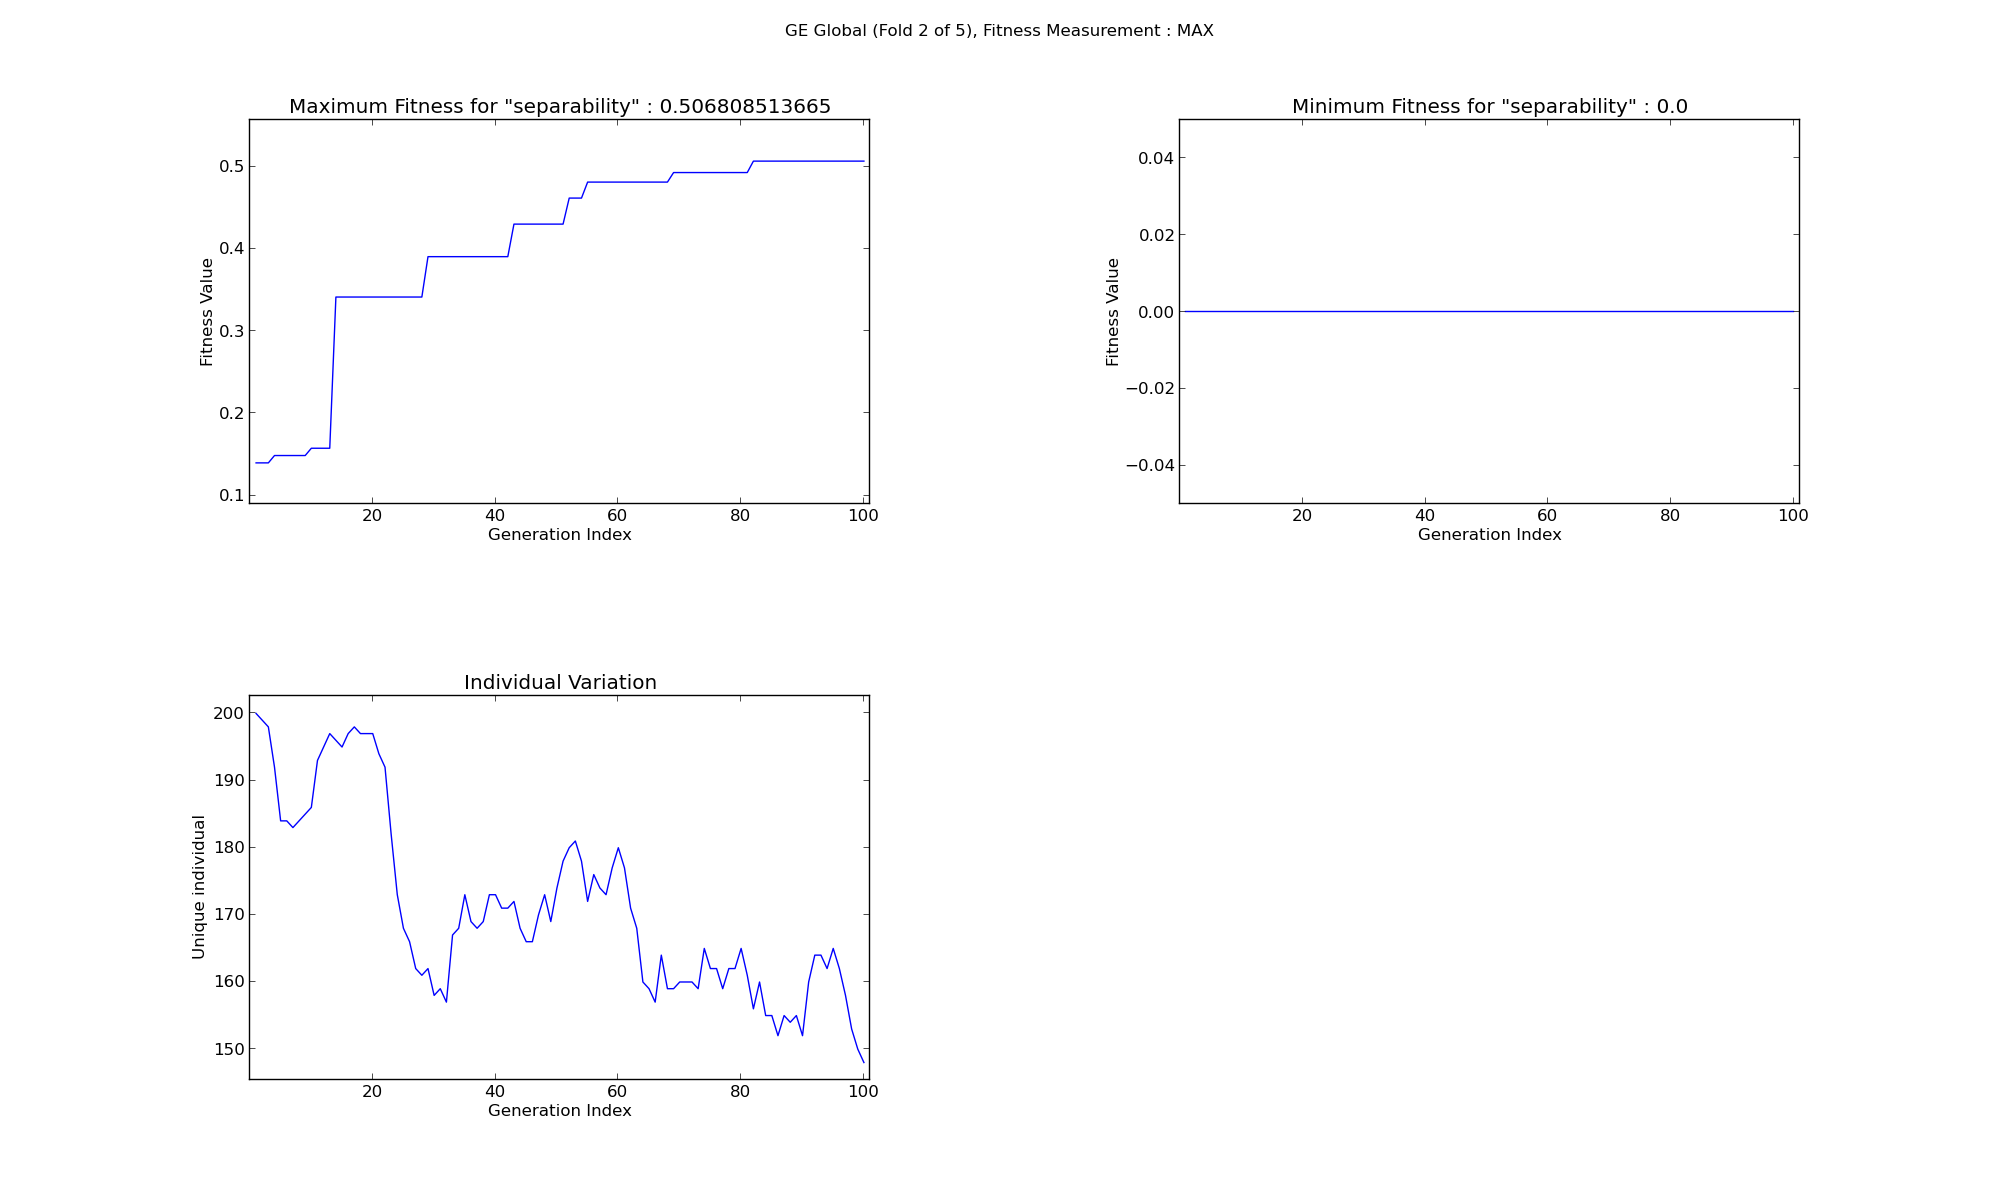 GE Global (Fold 2 of 5), Fitness Measurement : MAX
Maximum Fitness for "separability" : 0.506808513665
0.5
0.4
0.3
0.2
0.1
Fitness Value
20 40 60 80 100
Generation Index
Minimum Fitness for "separability" : 0.0
0.04
0.02
0.00
−0.02
−0.04
Fitness Value
20 40 60 80 100
Generation Index
Individual Variation
200
190
180
170
160
150
Unique individual
20 40 60 80 100
Generation Index